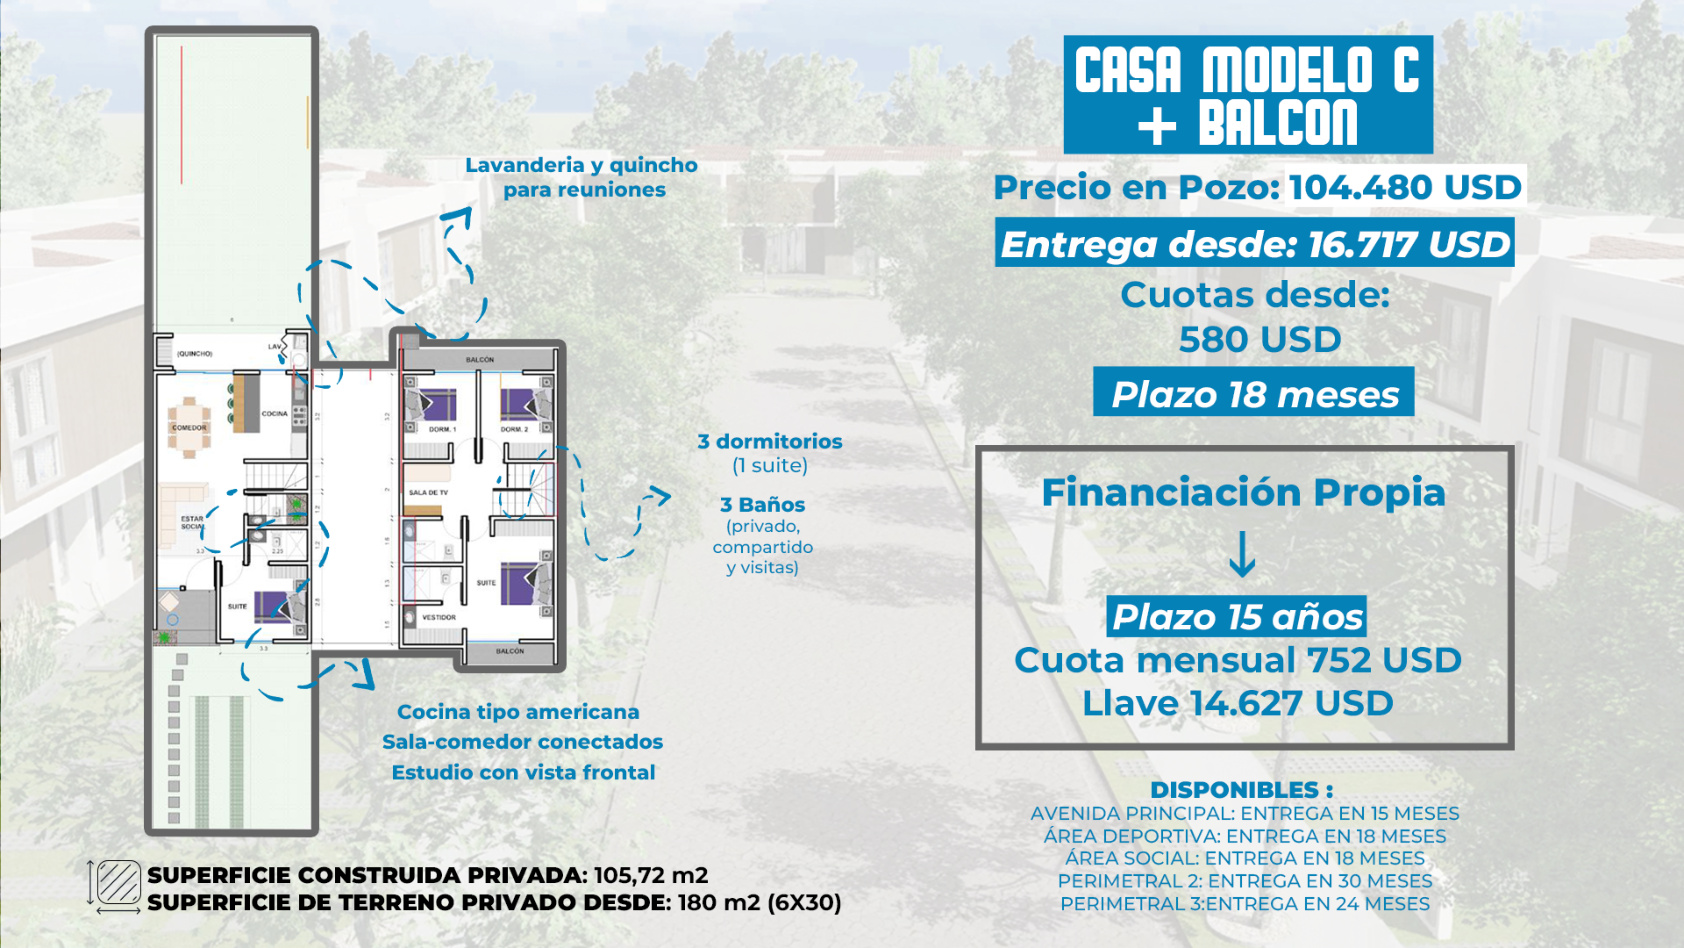 CASA MODELO C
+ BALCON
Precio en Pozo: 104.480 USD
Entrega desde: 16.717 USD
Cuotas desde:
580 USD
Plazo 18 meses
Financiación Propia
Plazo 15 años
Cuota mensual 752 USD
Llave 14.627 USD
DISPONIBLES :
AVENIDA PRINCIPAL: ENTREGA EN 15 MESES
ÁREA DEPORTIVA: ENTREGA EN 18 MESES
ÁREA SOCIAL: ENTREGA EN 18 MESES
PERIMETRAL 2: ENTREGA EN 30 MESES
PERIMETRAL 3:ENTREGA EN 24 MESES
Lavanderia y quincho
para reuniones
3 dormitorios
(1 suite)
3 Baños
(privado,
compartido
y visitas)
Cocina tipo americana
Sala-comedor conectados
Estudio con vista frontal
(QUINCHO)
LAV.
COCINA
COMEDOR
ESTAR
SOCIAL
SUITE
3.3
2.25
3.3
BALCÓN
DORM. 1
DORM. 2
SALA DE TV
SUITE
VESTIDOR
BALCÓN
SUPERFICIE CONSTRUIDA PRIVADA: 105,72 m2
SUPERFICIE DE TERRENO PRIVADO DESDE: 180 m2 (6X30)